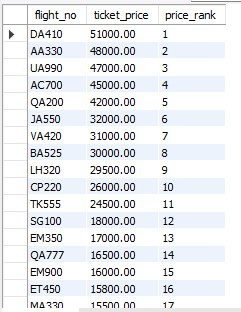 flight_no ticket_price price_rank
DA410 51000.00 1
AA330 48000.00 2
UA990 47000.00 3
AC700 45000.00 4
QA200 42000.00 5
JA550 32000.00 6
VA420 31000.00 7
BA525 30000.00 8
LH320 29500.00 9
CP220 26000.00 10
TK555 24500.00 11
SG100 18000.00 12
EM350 17000.00 13
QA777 16500.00 14
EM900 16000.00 15
ET450 15800.00 16
MA330 15500.00 17